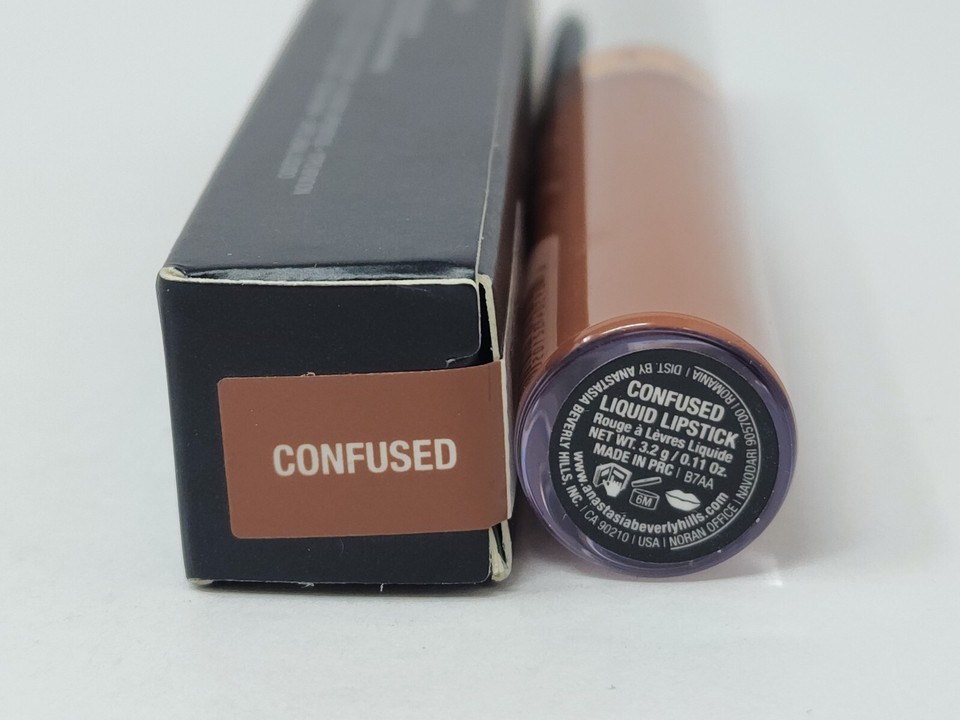 CONFUSED
CONFUSED
LIQUID LIPSTICK
Rouge à Lèvres Liquide
NET WT. 3.2 g / 0.11 Oz.
MADE IN PRC | B7AA
6M
www.anastasiabeverlyhills.com
DIST. BY ANASTASIA BEVERLY HILLS, INC. | CA 90210 | USA | NORAN OFFICE | NAVODARI 905700 | ROMANIA |